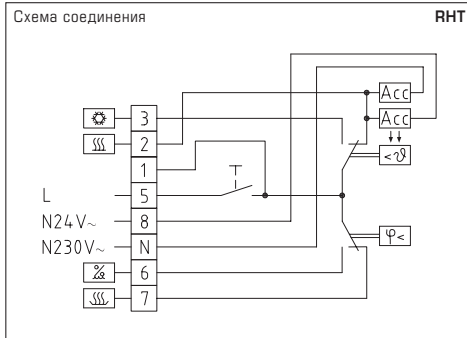 Схема соединения RHT
Acc
Acc
3
2
1
L 5
N24V~ 8
N230V~ N
6
7
<ϑ
φ<
%